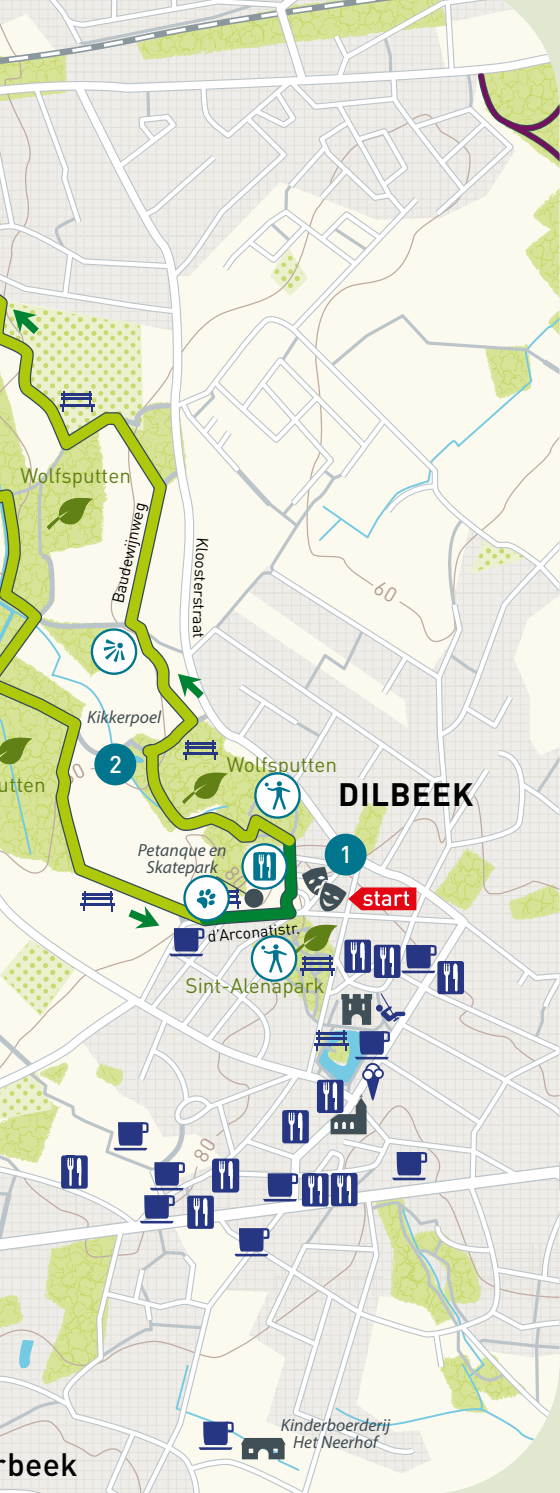 60
Wolfsputten
Baudewijnweg
Kloosterstraat
Kikkerpoel
2
Wolfsputten
utten
DILBEEK
1
Petanque en
Skatepark
start
d'Arconatistr.
Sint-Alenapark
80
Kinderboerderij
Het Neerhof
rbeek